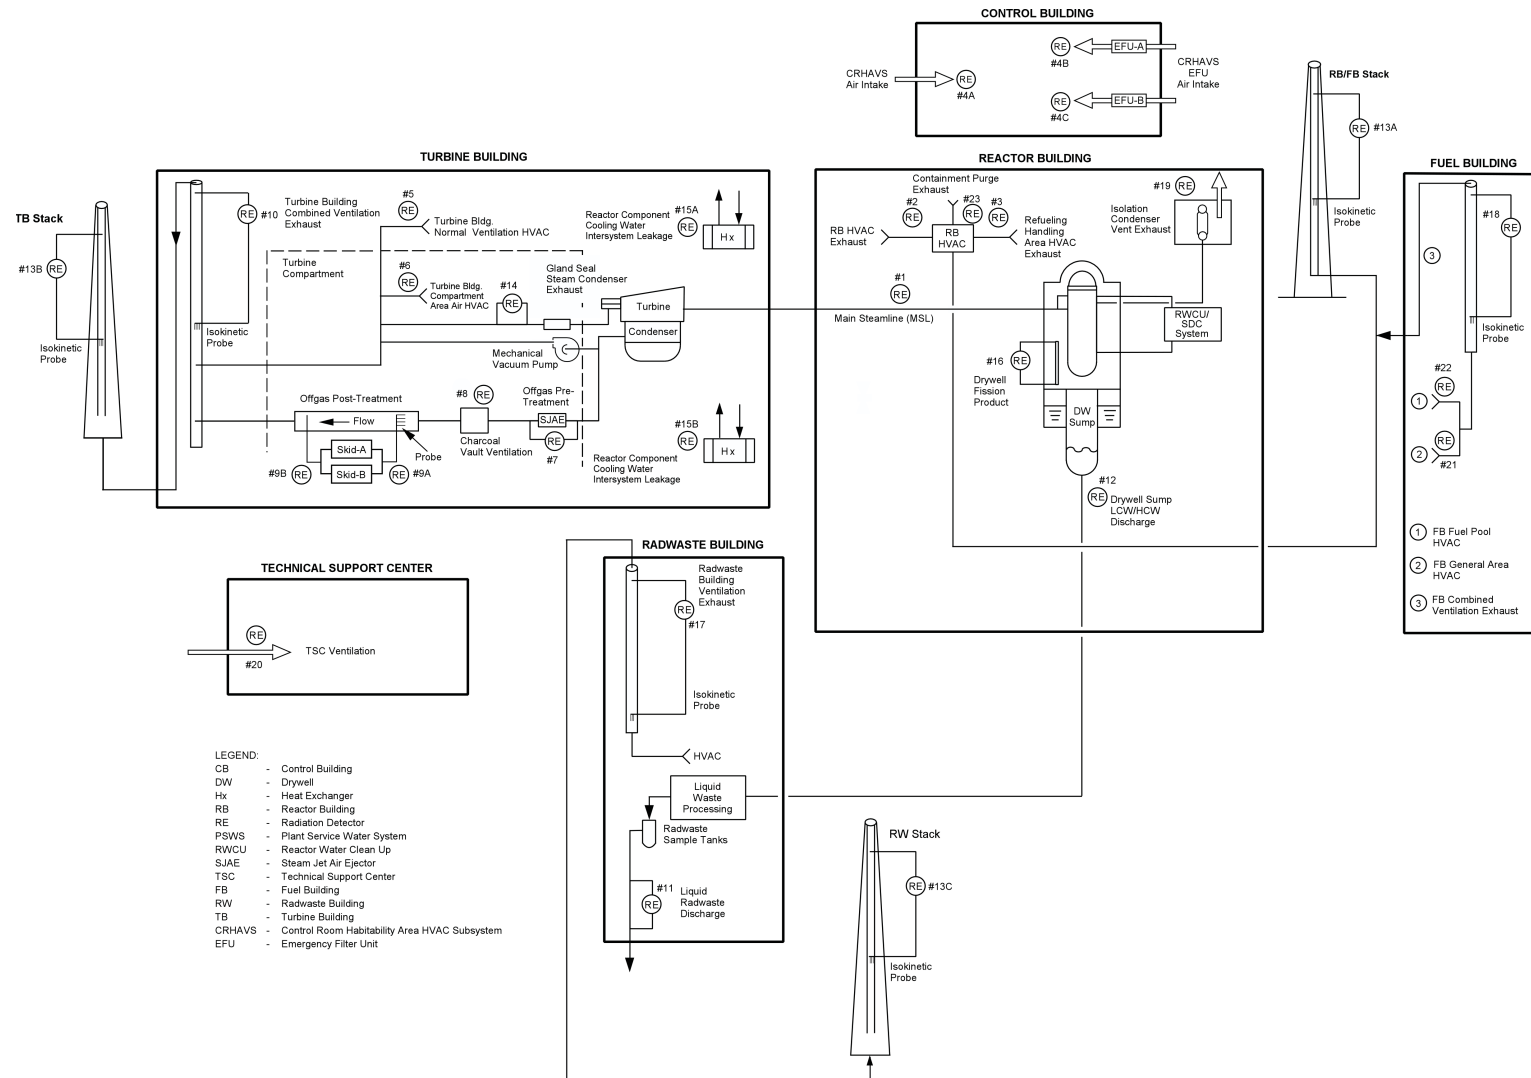 CONTROL BUILDING
CRHAVS
Air Intake
RE
#4A
RE
#4B
EFU-A
RE
#4C
EFU-B
CRHAVS
EFU
Air Intake
RB/FB Stack
RE
#13A
Isokinetic
Probe
TB Stack
RE
#13B
Isokinetic
Probe
TURBINE BUILDING
RE
#10
Isokinetic
Probe
Turbine Building
Combined Ventilation
Exhaust
#5
RE
Turbine Bldg.
Normal Ventilation HVAC
Turbine
Compartment
#6
RE
Turbine Bldg.
Compartment
Area Air HVAC
#14
RE
Gland Seal
Steam Condenser
Exhaust
Turbine
Condenser
Mechanical
Vacuum Pump
Reactor Component
Cooling Water
Intersystem Leakage
#15A
RE
Hx
Offgas Post-Treatment
Flow
Skid-A
Skid-B
#9B
RE
RE
#9A
Probe
#8
RE
Charcoal
Vault Ventilation
Offgas Pre-
Treatment
SJAE
RE
#7
#15B
RE
Hx
Reactor Component
Cooling Water
Intersystem Leakage
REACTOR BUILDING
Containment Purge
Exhaust
#2
RE
#23
RE
#3
RE
RB HVAC
Exhaust
RB
HVAC
Refueling
Handling
Area HVAC
Exhaust
#19
RE
Isolation
Condenser
Vent Exhaust
#1
RE
Main Steamline (MSL)
RWCU/
SDC
System
#16
RE
Drywell
Fission
Product
DW
Sump
#12
RE
Drywell Sump
LCW/HCW
Discharge
FUEL BUILDING
3
#18
RE
Isokinetic
Probe
#22
RE
1
RE
2
#21
1
FB Fuel Pool
HVAC
2
FB General Area
HVAC
3
FB Combined
Ventilation Exhaust
TECHNICAL SUPPORT CENTER
RE
#20
TSC Ventilation
RADWASTE BUILDING
Radwaste
Building
Ventilation
Exhaust
RE
#17
Isokinetic
Probe
HVAC
Liquid
Waste
Processing
Radwaste
Sample Tanks
#11
RE
Liquid
Radwaste
Discharge
RW Stack
RE
#13C
Isokinetic
Probe
LEGEND:
CB - Control Building
DW - Drywell
Hx - Heat Exchanger
RB - Reactor Building
RE - Radiation Detector
PSWS - Plant Service Water System
RWCU - Reactor Water Clean Up
SJAE - Steam Jet Air Ejector
TSC - Technical Support Center
FB - Fuel Building
RW - Radwaste Building
TB - Turbine Building
CRHAVS - Control Room Habitability Area HVAC Subsystem
EFU - Emergency Filter Unit